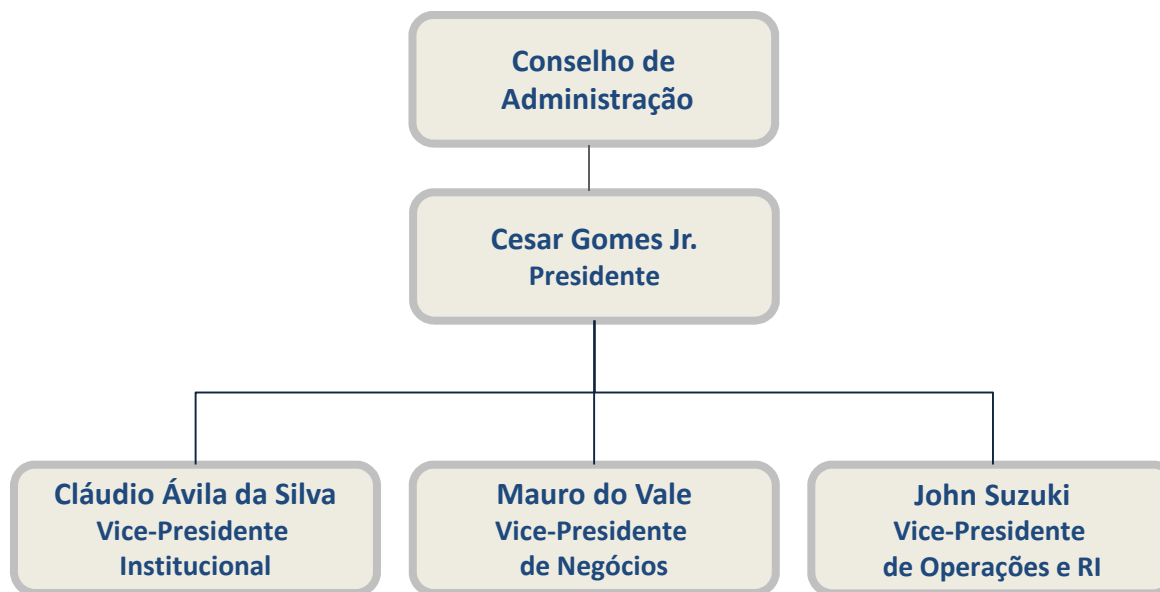 Conselho de
Administração
Cesar Gomes Jr.
Presidente
Cláudio Ávila da Silva
Vice-Presidente
Institucional
Mauro do Vale
Vice-Presidente
de Negócios
John Suzuki
Vice-Presidente
de Operações e RI